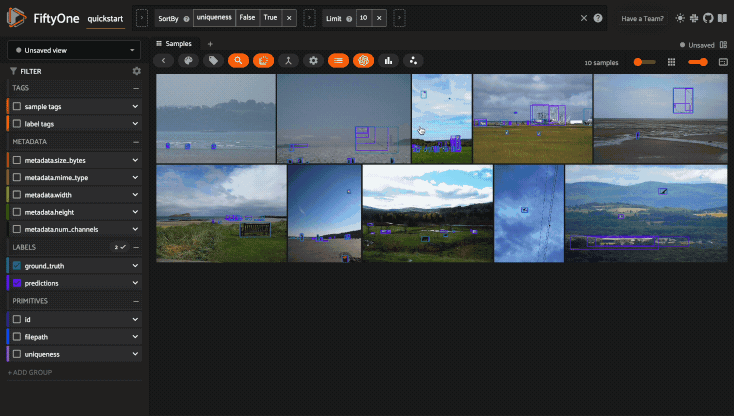 FiftyOne quickstart SortBy uniqueness False True Limit 10 Have a Team?
Unsaved view
Samples
Unsaved
FILTER
10 samples
TAGS
sample tags
label tags
METADATA
metadata.size_bytes
metadata.mime_type
metadata.width
metadata.height
metadata.num_channels
LABELS 2
ground_truth
predictions
PRIMITIVES
id
filepath
uniqueness
+ ADD GROUP